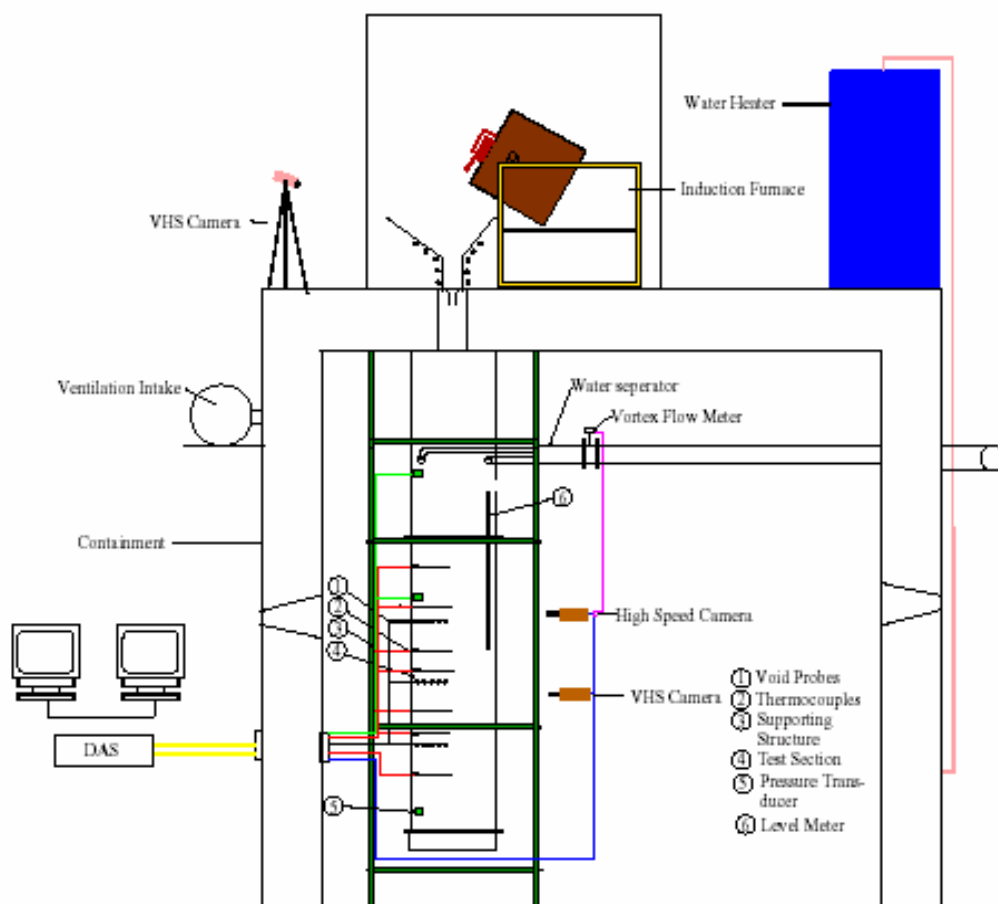 Water Heater
Induction Furnace
VHS Camera
Ventilation Intake
Water seperator
Vortex Flow Meter
6
Containment
1
2
3
4
High Speed Camera
VHS Camera
DAS
5
1 Void Probes
2 Thermocouples
3 Supporting
Structure
4 Test Section
5 Pressure Trans-
ducer
6 Level Meter